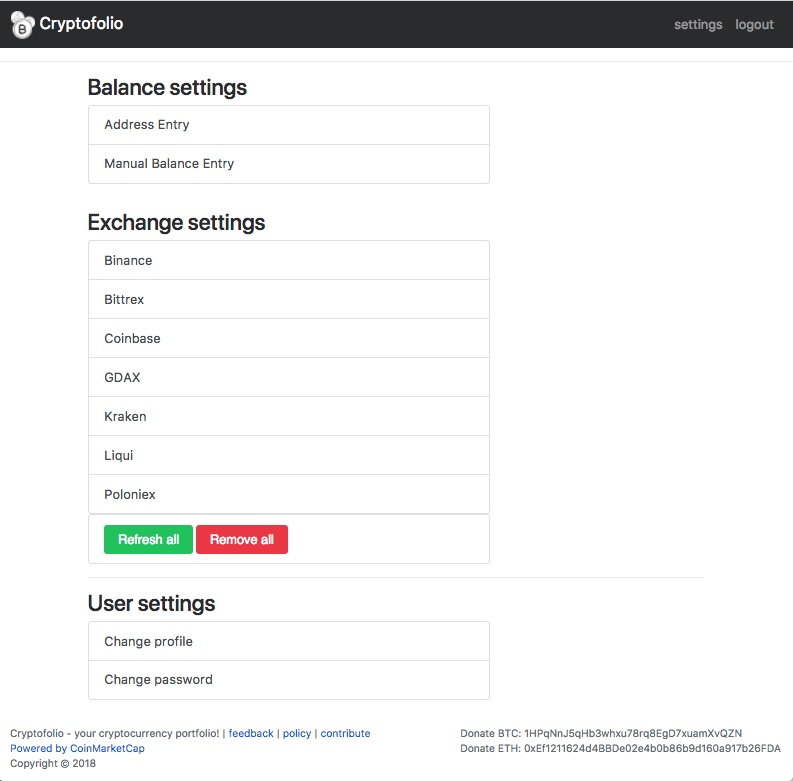 Cryptofolio
settings logout
Balance settings
Address Entry
Manual Balance Entry
Exchange settings
Binance
Bittrex
Coinbase
GDAX
Kraken
Liqui
Poloniex
Refresh all Remove all
User settings
Change profile
Change password
Cryptofolio - your cryptocurrency portfolio! | feedback | policy | contribute
Powered by CoinMarketCap
Copyright © 2018
Donate BTC: 1HPqNnJ5qHb3whxu78rq8EgD7xuamXvQZN
Donate ETH: 0xEf1211624d4BBDe02e4b0b86b9d160a917b26FDA